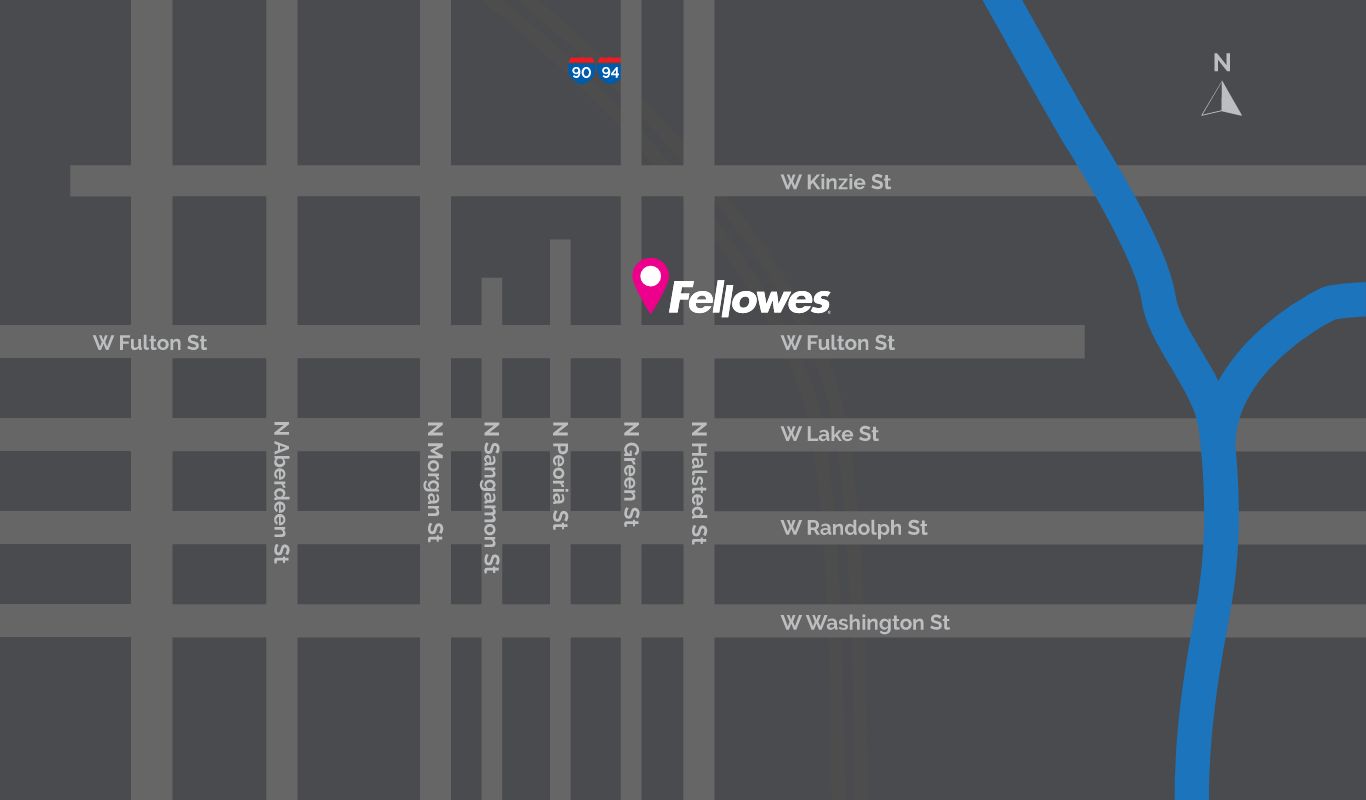 N
90 94
W Kinzie St
Fellowes
W Fulton St
W Fulton St
W Lake St
N Aberdeen St
N Morgan St
N Sangamon St
N Peoria St
N Green St
N Halsted St
W Randolph St
W Washington St